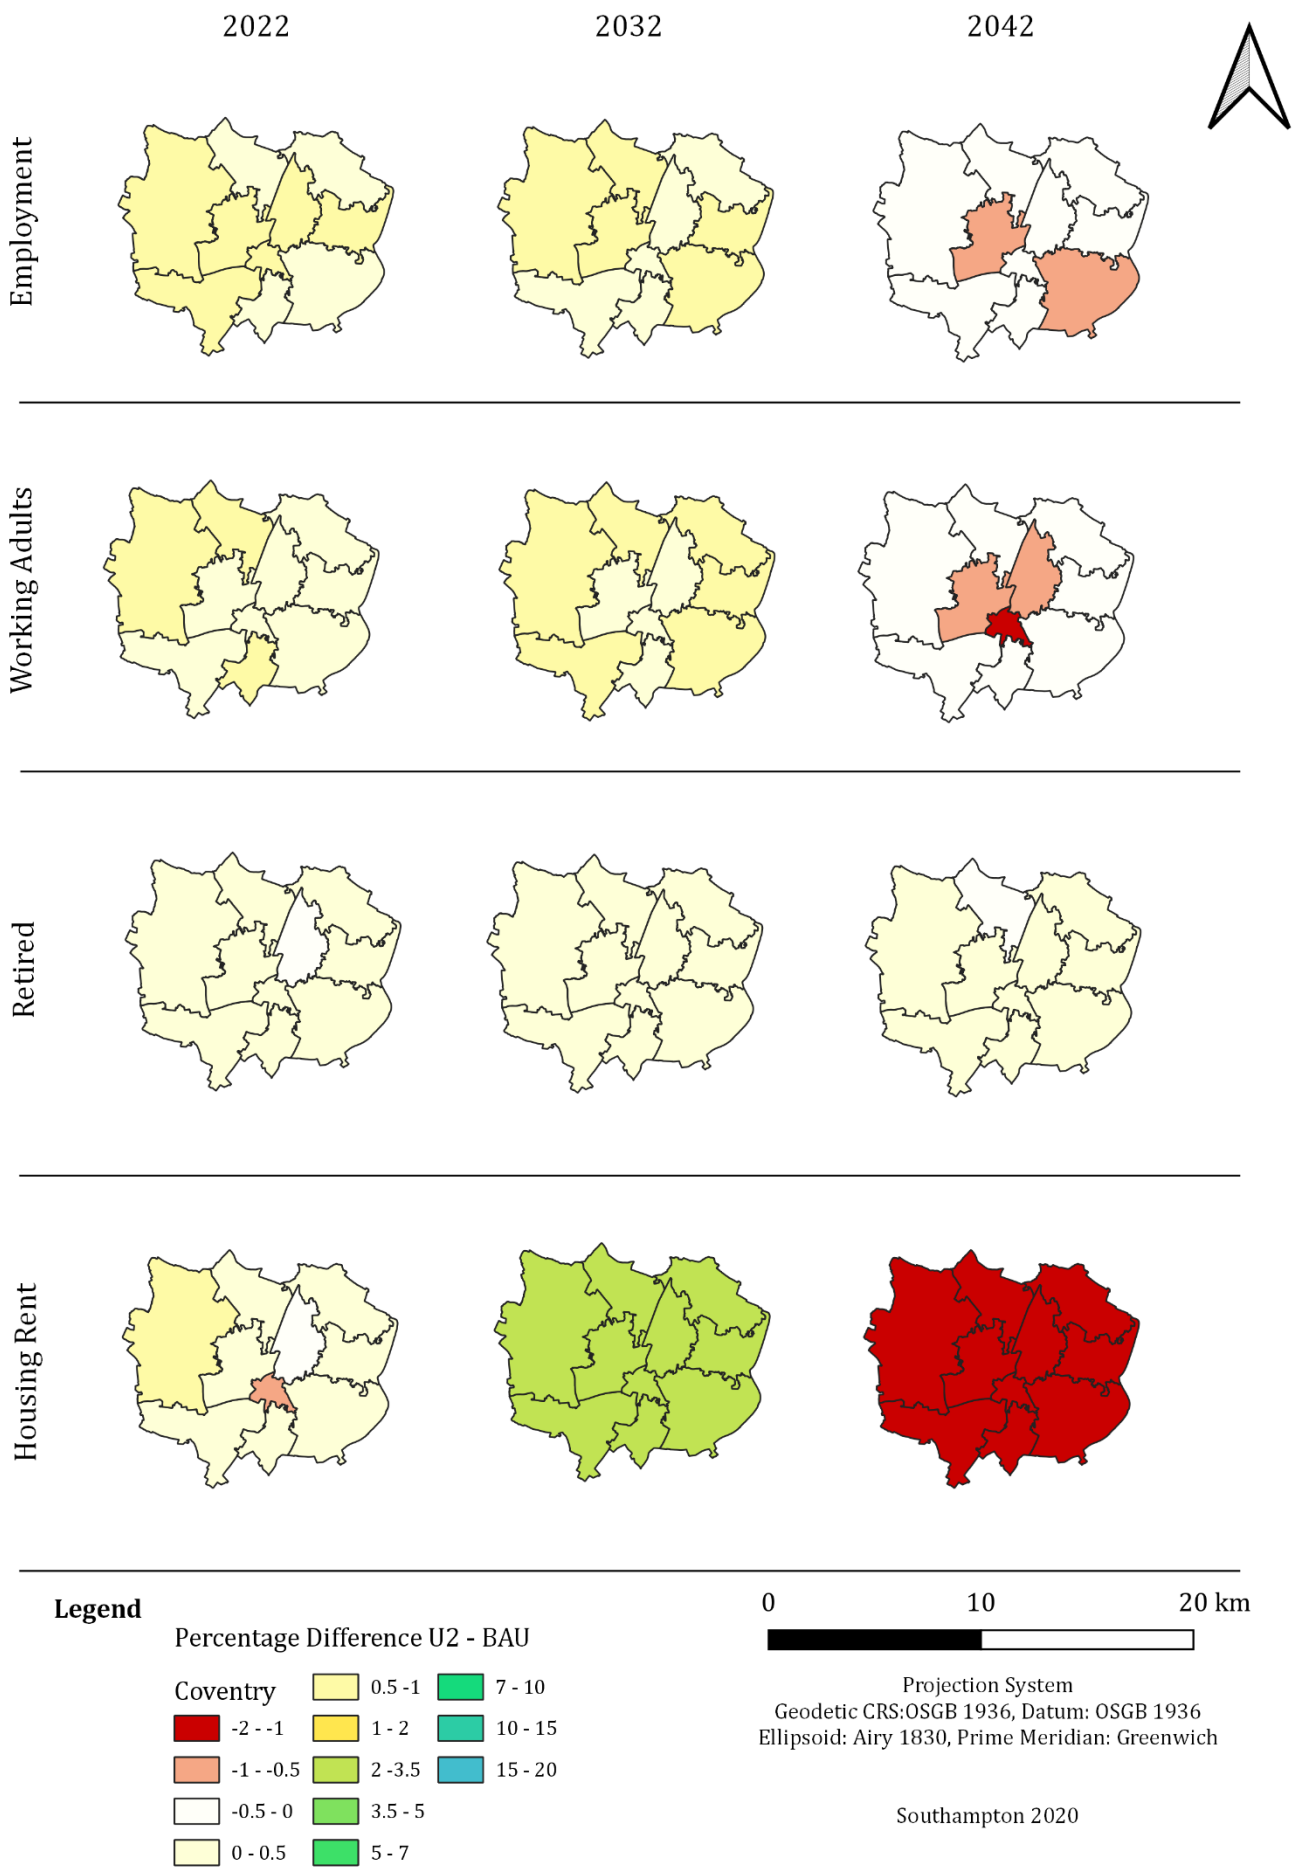 2022 2032 2042
Employment
Working Adults
Retired
Housing Rent
Legend
Percentage Difference U2 - BAU
Coventry
-2 - -1
-1 - -0.5
-0.5 - 0
0 - 0.5
0.5 -1
1 - 2
2 -3.5
3.5 - 5
5 - 7
7 - 10
10 - 15
15 - 20
0 10 20 km
Projection System
Geodetic CRS:OSGB 1936, Datum: OSGB 1936
Ellipsoid: Airy 1830, Prime Meridian: Greenwich
Southampton 2020